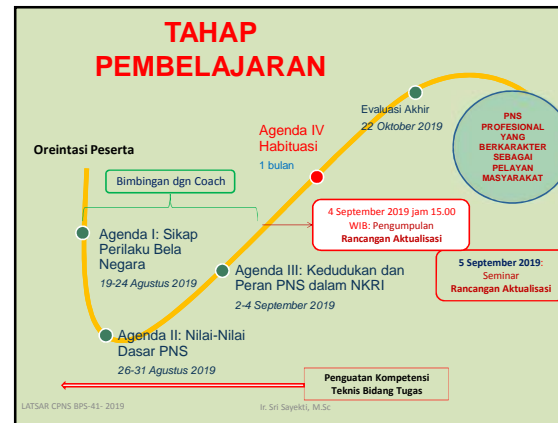 TAHAP
PEMBELAJARAN
Oreintasi Peserta
Bimbingan dgn Coach
Agenda I: Sikap
Perilaku Bela
Negara
19-24 Agustus 2019
Agenda II: Nilai-Nilai
Dasar PNS
26-31 Agustus 2019
Agenda III: Kedudukan dan
Peran PNS dalam NKRI
2-4 September 2019
Agenda IV
Habituasi
1 bulan
Evaluasi Akhir
22 Oktober 2019
PNS
PROFESIONAL
YANG
BERKARAKTER
SEBAGAI
PELAYAN
MASYARAKAT
4 September 2019 jam 15.00
WIB: Pengumpulan
Rancangan Aktualisasi
5 September 2019:
Seminar
Rancangan Aktualisasi
Penguatan Kompetensi
Teknis Bidang Tugas
LATSAR CPNS BPS-41- 2019
Ir. Sri Sayekti, M.Sc